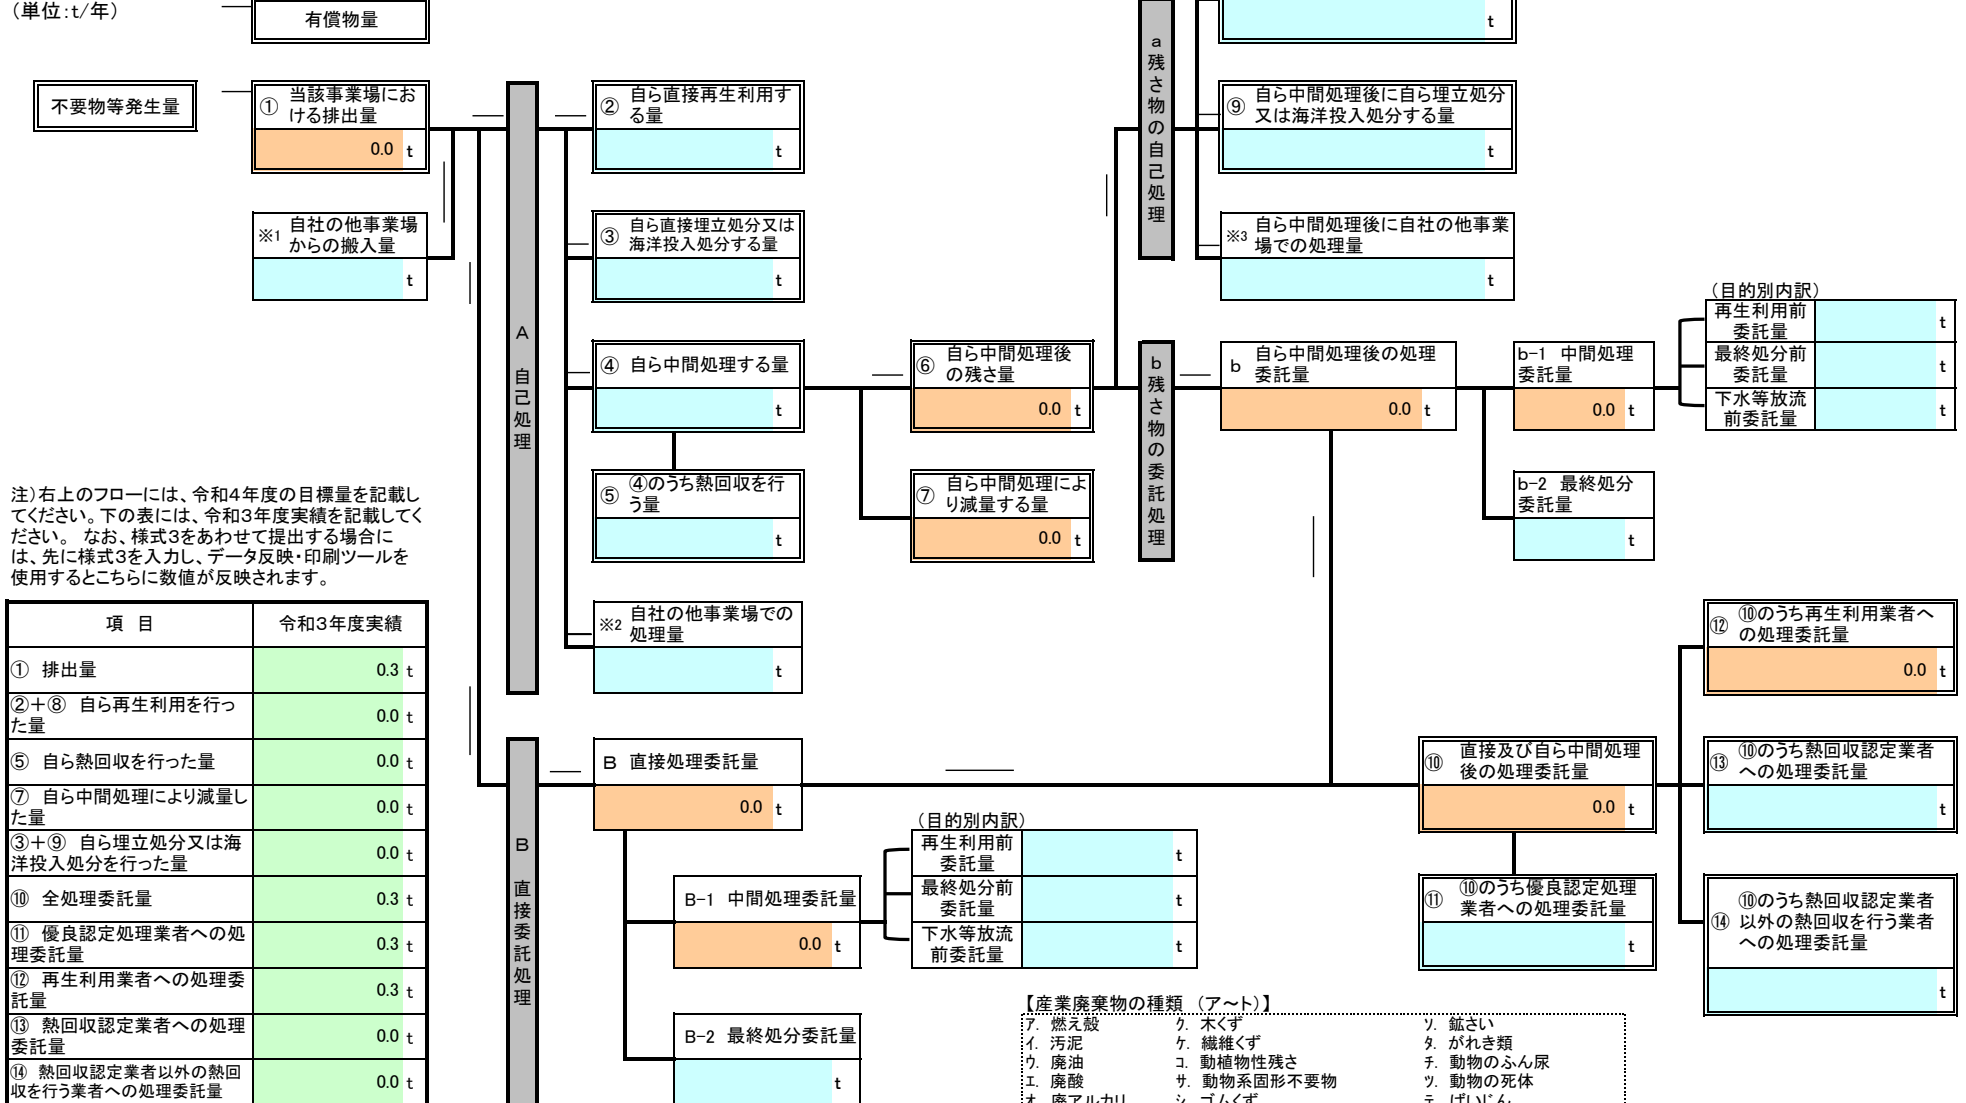 (単位:t/年)
有償物量
t
不要物等発生量
① 当該事業場にお
ける排出量
0.0 t
※1 自社の他事業場
からの搬入量
t
A 自己処理
② 自ら直接再生利用す
る量
t
③ 自ら直接埋立処分又は
海洋投入処分する量
t
④ 自ら中間処理する量
t
⑤ ④のうち熱回収を行
う量
t
※2 自社の他事業場での
処理量
t
⑥ 自ら中間処理後
の残さ量
0.0 t
⑦ 自ら中間処理によ
り減量する量
0.0 t
a 残さ物の自己処理
⑨ 自ら中間処理後に自ら埋立処分
又は海洋投入処分する量
t
※3 自ら中間処理後に自社の他事業
場での処理量
t
b 残さ物の委託処理
b 自ら中間処理後の処理
委託量
0.0 t
b-1 中間処理
委託量
0.0 t
(目的別内訳)
再生利用前
委託量
t
最終処分前
委託量
t
下水等放流
前委託量
t
b-2 最終処分
委託量
t
注)右上のフローには、令和4年度の目標量を記載し
てください。下の表には、令和3年度実績を記載してく
ださい。 なお、様式3をあわせて提出する場合に
は、先に様式3を入力し、データ反映・印刷ツールを
使用するとこちらに数値が反映されます。
項 目 令和3年度実績
① 排出量 0.3 t
②+⑧ 自ら再生利用を行っ
た量 0.0 t
⑤ 自ら熱回収を行った量 0.0 t
⑦ 自ら中間処理により減量し
た量 0.0 t
③+⑨ 自ら埋立処分又は海
洋投入処分を行った量 0.0 t
⑩ 全処理委託量 0.3 t
⑪ 優良認定処理業者への処
理委託量 0.3 t
⑫ 再生利用業者への処理委
託量 0.3 t
⑬ 熱回収認定業者への処理
委託量 0.0 t
⑭ 熱回収認定業者以外の熱回
収を行う業者への処理委託量 0.0 t
B 直接委託処理
B 直接処理委託量
0.0 t
B-1 中間処理委託量
0.0 t
(目的別内訳)
再生利用前
委託量
t
最終処分前
委託量
t
下水等放流
前委託量
t
B-2 最終処分委託量
t
⑩ 直接及び自ら中間処理
後の処理委託量
0.0 t
⑪ ⑩のうち優良認定処理
業者への処理委託量
t
⑫ ⑩のうち再生利用業者へ
の処理委託量
0.0 t
⑬ ⑩のうち熱回収認定業者
への処理委託量
t
⑭ ⑩のうち熱回収認定業者
以外の熱回収を行う業者
への処理委託量
t
【産業廃棄物の種類 (ア~ト)】
ア. 燃え殻 ク. 木くず ソ. 鉱さい
イ. 汚泥 ケ. 繊維くず タ. がれき類
ウ. 廃油 コ. 動植物性残さ チ. 動物のふん尿
エ. 廃酸 サ. 動物系固形不要物 ツ. 動物の死体
オ. 廃アルカリ シ. ゴムくず テ. ばいじん